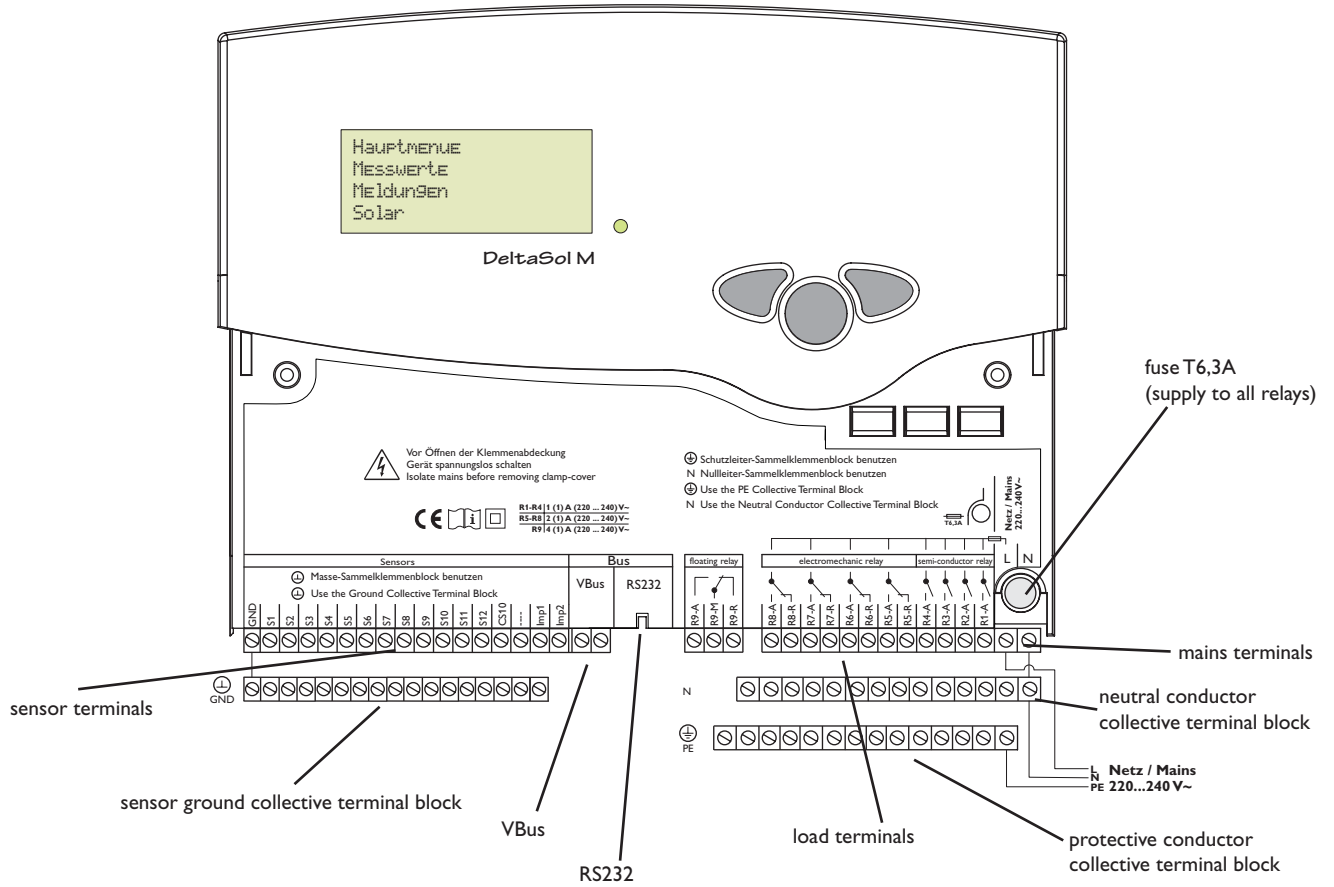 Hauptmenue
Messwerte
Meldungen
Solar
DeltaSol M
fuse T6,3A
(supply to all relays)
Vor Öffnen der Klemmenabdeckung
Gerät spannungslos schalten
Isolate mains before removing clamp-cover
Schutzleiter-Sammelklemmenblock benutzen
N Nullleiter-Sammelklemmenblock benutzen
Use the PE Collective Terminal Block
N Use the Neutral Conductor Collective Terminal Block
T6,3A
Netz / Mains
220...240 V~
CE i
R1-R4 1 (1) A (220 ... 240) V~
R5-R8 2 (1) A (220 ... 240) V~
R9 4 (1) A (220 ... 240) V~
Sensors
Masse-Sammelklemmenblock benutzen
Use the Ground Collective Terminal Block
Bus
VBus RS232
floating relay
electromechanic relay
semi-conductor relay
L N
GND S1 S2 S3 S4 S5 S6 S7 S8 S9 S10 S11 S12 CS10 ---- Imp1 Imp2
R9-A R9-M R9-R
R8-A R8-R R7-A R7-R R6-A R6-R R5-A R5-R R4-A R3-A R2-A R1-A
mains terminals
GND
N
sensor terminals
neutral conductor
collective terminal block
PE
L Netz / Mains
N
PE 220...240 V~
sensor ground collective terminal block
VBus
RS232
load terminals
protective conductor
collective terminal block